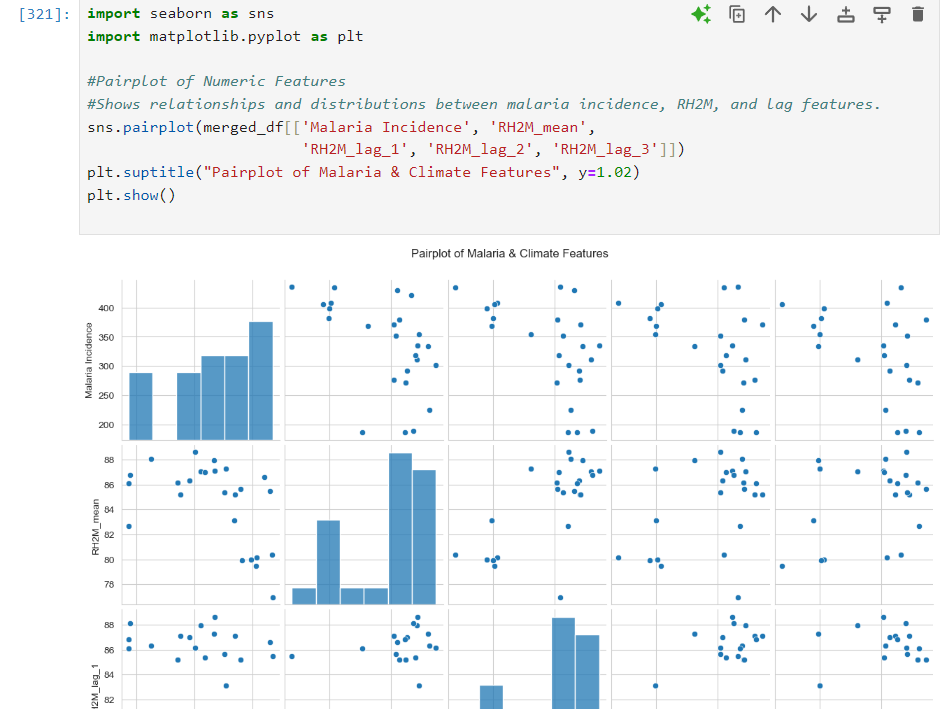 [321]:
import seaborn as sns
import matplotlib.pyplot as plt
#Pairplot of Numeric Features
#Shows relationships and distributions between malaria incidence, RH2M, and lag features.
sns.pairplot(merged_df[['Malaria Incidence', 'RH2M_mean',
'RH2M_lag_1', 'RH2M_lag_2', 'RH2M_lag_3']])
plt.suptitle("Pairplot of Malaria & Climate Features", y=1.02)
plt.show()
Pairplot of Malaria & Climate Features
Malaria Incidence
400
350
300
250
200
RH2M_mean
88
86
84
82
80
78
H2M_lag_1
88
86
84
82